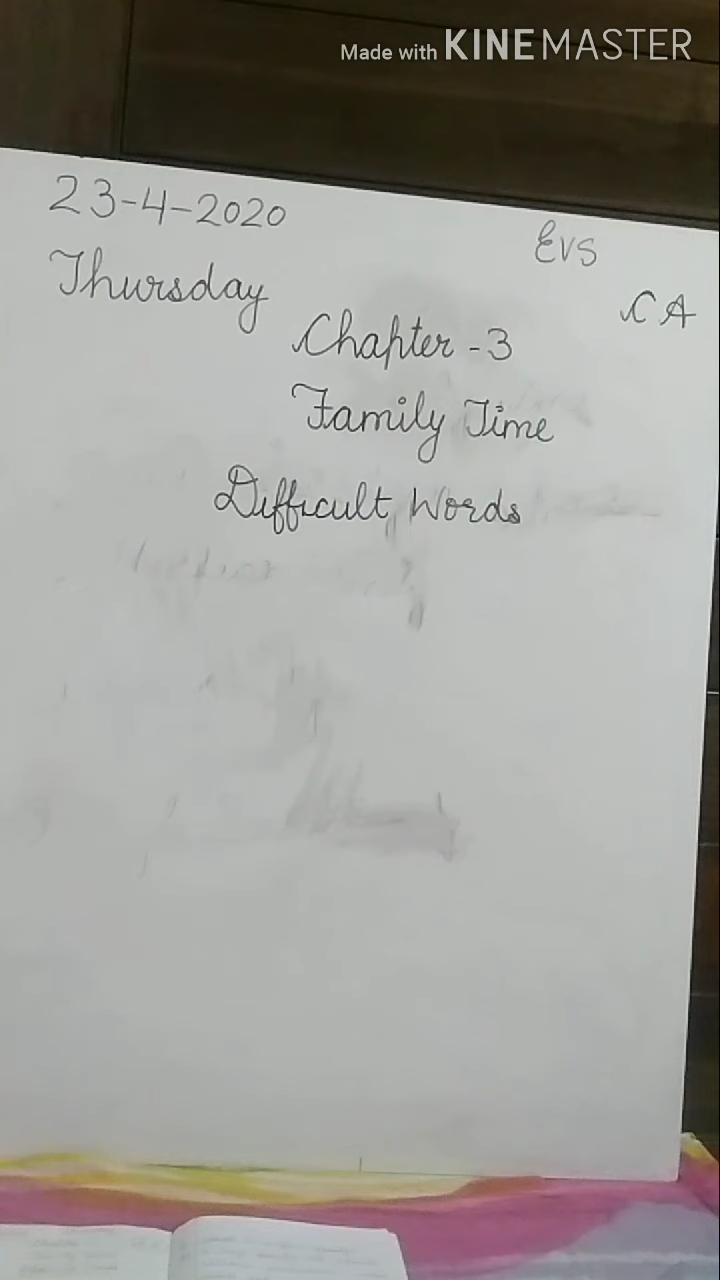 Made with KINEMASTER
23-4-2020
EVS
Thursday
CA
Chapter - 3
Family Time
Difficult Words